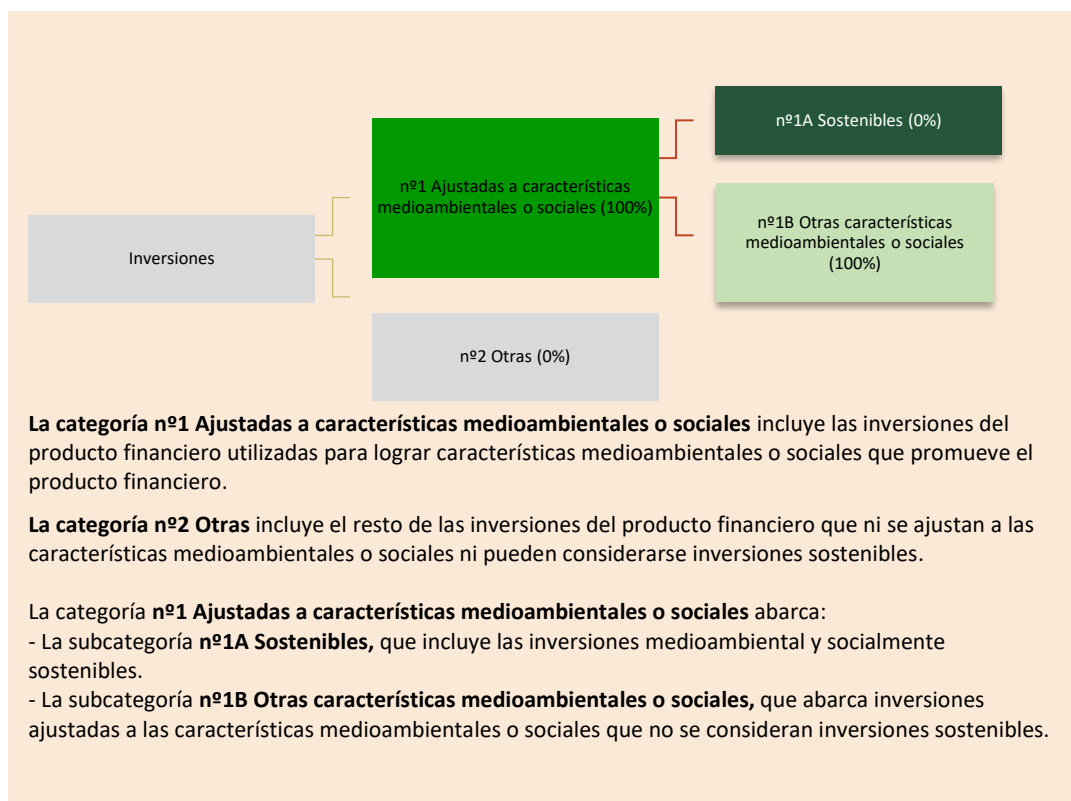 nº1A Sostenibles (0%)
nº1 Ajustadas a características
medioambientales o sociales (100%)
nº1B Otras características
medioambientales o sociales
(100%)
Inversiones
nº2 Otras (0%)
La categoría nº1 Ajustadas a características medioambientales o sociales incluye las inversiones del
producto financiero utilizadas para lograr características medioambientales o sociales que promueve el
producto financiero.
La categoría nº2 Otras incluye el resto de las inversiones del producto financiero que ni se ajustan a las
características medioambientales o sociales ni pueden considerarse inversiones sostenibles.
La categoría nº1 Ajustadas a características medioambientales o sociales abarca:
- La subcategoría nº1A Sostenibles, que incluye las inversiones medioambiental y socialmente
sostenibles.
- La subcategoría nº1B Otras características medioambientales o sociales, que abarca inversiones
ajustadas a las características medioambientales o sociales que no se consideran inversiones sostenibles.